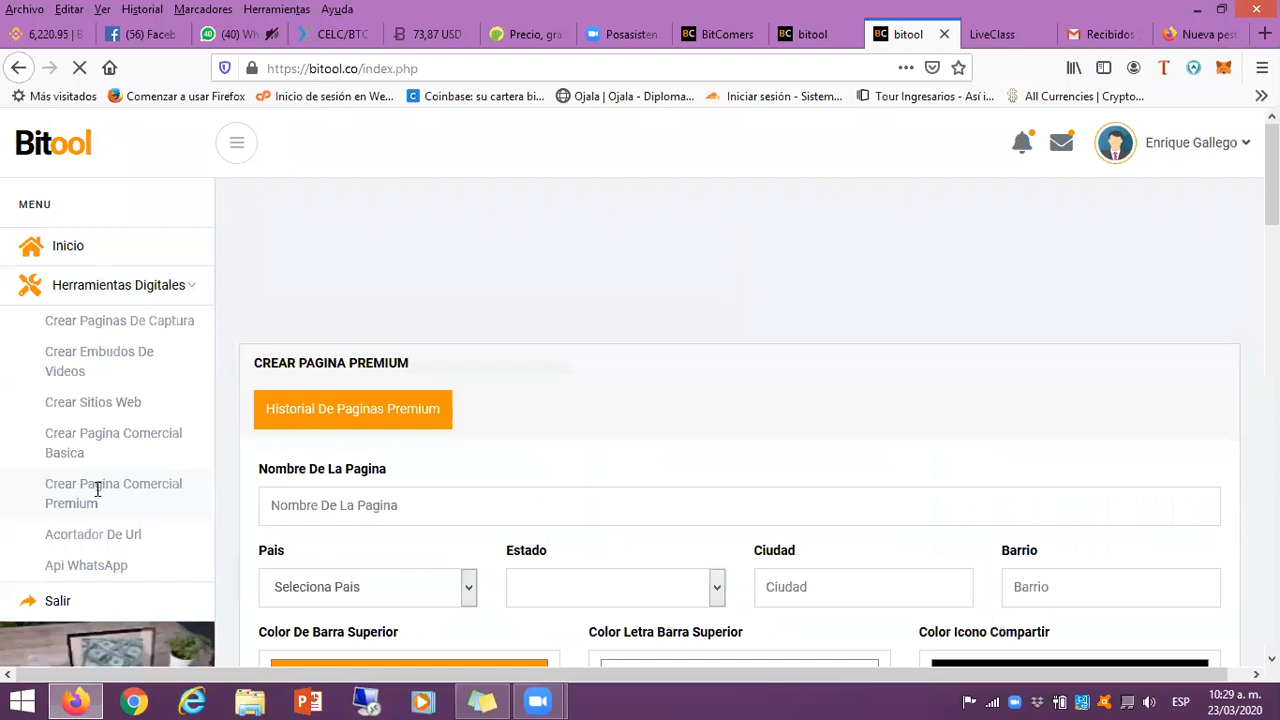 Archivo Editar Ver Historial Marcadores Herramientas Ayuda
6,220.95 | B (56) Face (40) Wh CELC/BTC 73,87 USD Precio, gra Posasisten BC BitComers BC bitool BC bitool LiveClass Recibidos Nueva pest
https://bitool.co/index.php
Más visitados Comenzar a usar Firefox Inicio de sesión en We... Coinbase: su cartera bi... Ojala | Ojala - Diploma... Iniciar sesión - Sistem... Tour Ingresarios - Así i... All Currencies | Crypto...
Bitool
Enrique Gallego
MENU
Inicio
Herramientas Digitales
Crear Paginas De Captura
Crear Embudos De
Videos
Crear Sitios Web
Crear Pagina Comercial
Basica
Crear Pagina Comercial
Premium
Acortador De Url
Api WhatsApp
Salir
CREAR PAGINA PREMIUM
Historial De Paginas Premium
Nombre De La Pagina
Nombre De La Pagina
Pais Estado Ciudad Barrio
Selecciona Pais Ciudad Barrio
Color De Barra Superior Color Letra Barra Superior Color Icono Compartir
ESP
10:29 a. m.
23/03/2020